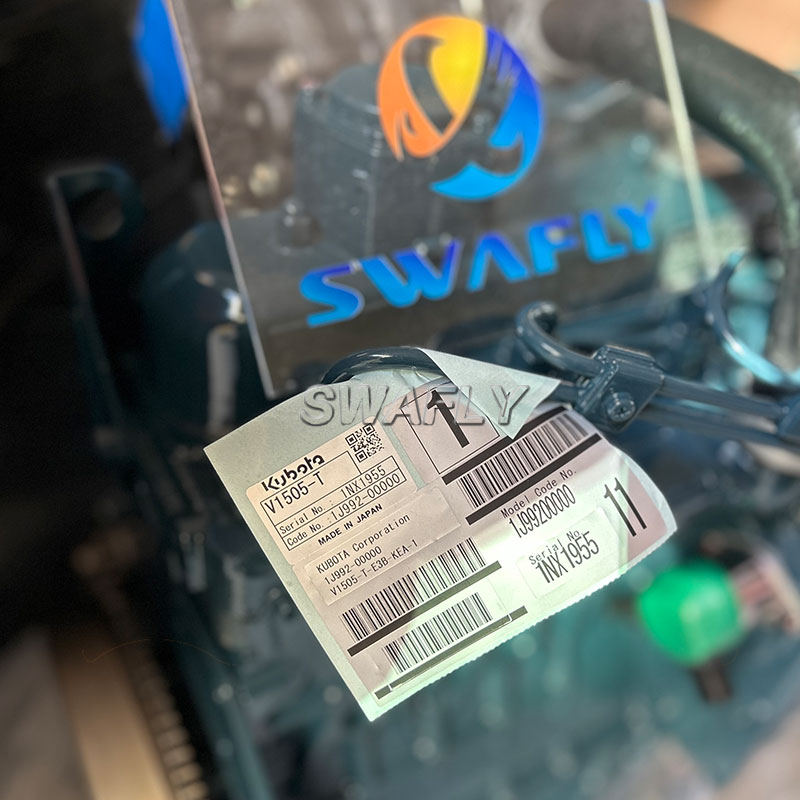 SWAFLY
SWAFLY
Kubota
V1505-T
Serial No. 1NX1955
Code No. :1J992-00000
MADE IN JAPAN
KUBOTA Corporation
1J992-00000
V1505-T-E3B-KEA-1
1
Model Code No.
1J99200000
11
Serial No.
1NX1955